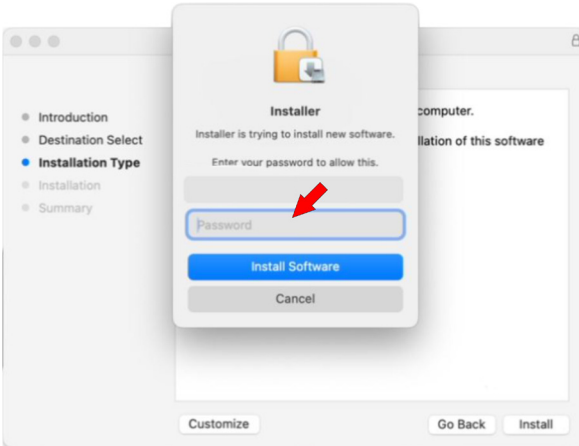 Installer
Installer is trying to install new software.
Enter your password to allow this.
Password
Install Software
Cancel
Introduction
Destination Select
Installation Type
Installation
Summary
computer.
llation of this software
Customize
Go Back
Install